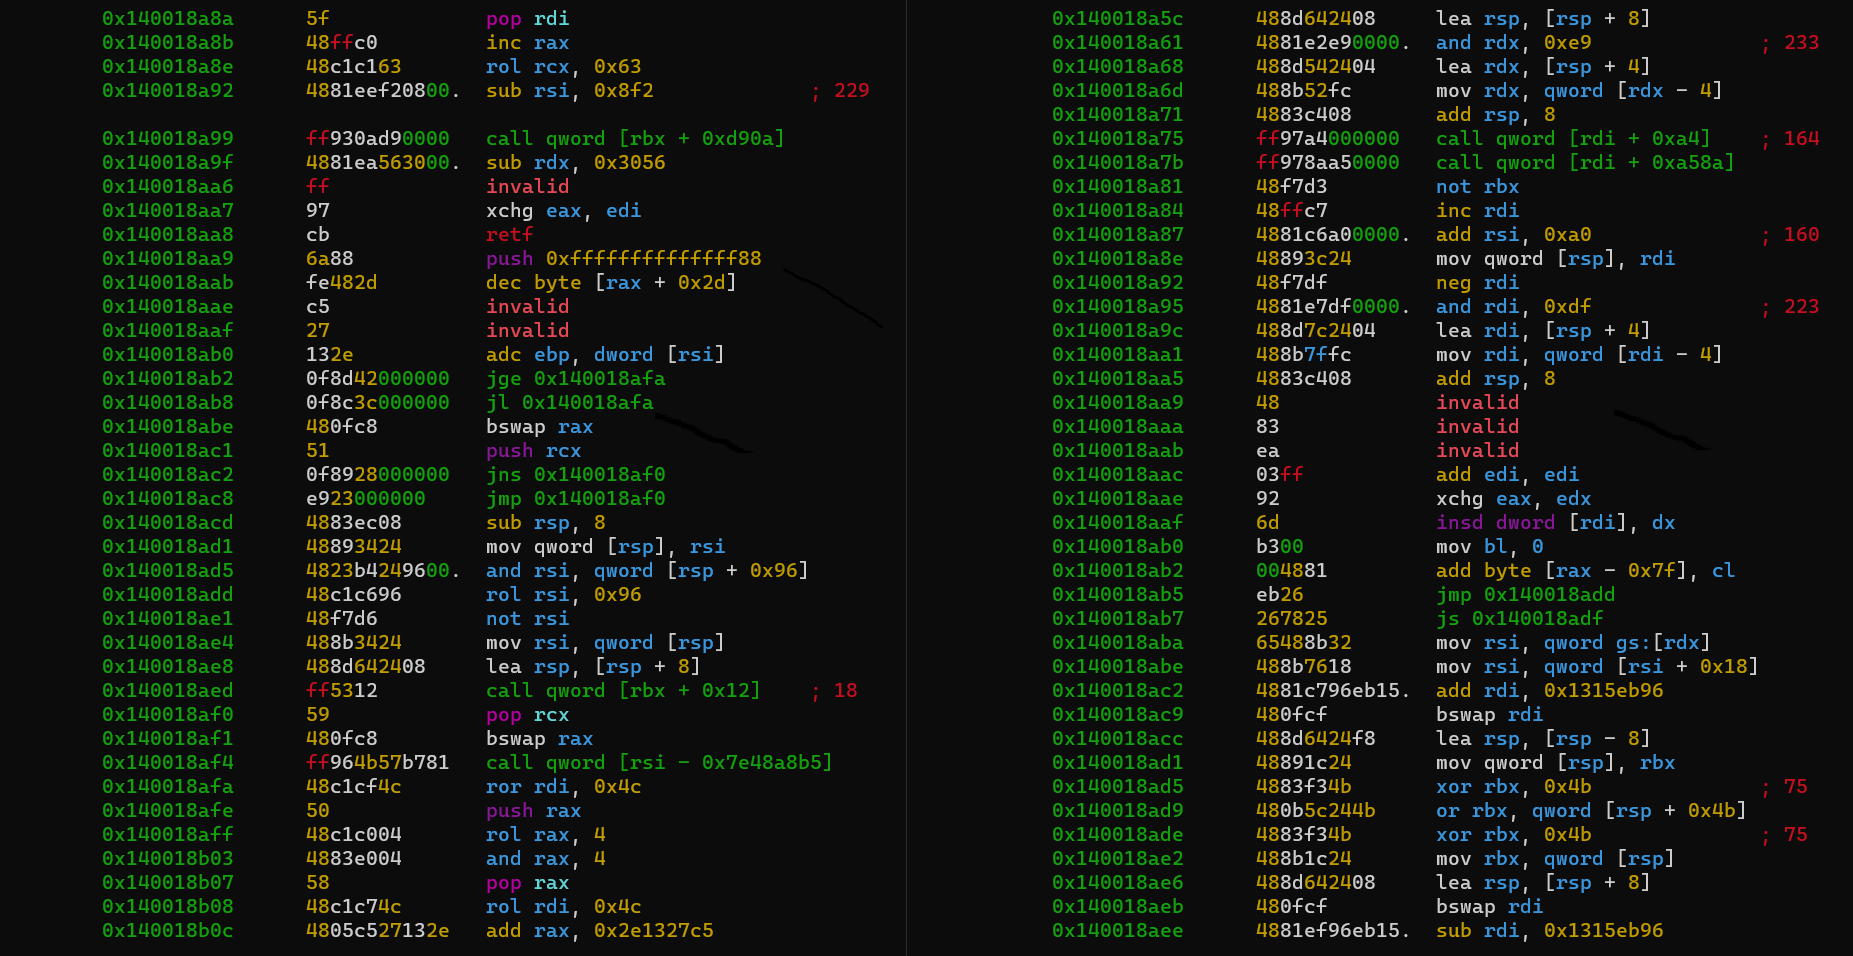 0x140018a8a 5f pop rdi
0x140018a8b 48ffc0 inc rax
0x140018a8e 48c1c163 rol rcx, 0x63
0x140018a92 4881eef20800. sub rsi, 0x8f2 ; 229
0x140018a99 ff930ad90000 call qword [rbx + 0xd90a]
0x140018a9f 4881ea563000. sub rdx, 0x3056
0x140018aa6 ff invalid
0x140018aa7 97 xchg eax, edi
0x140018aa8 cb retf
0x140018aa9 6a88 push 0xffffffffffffff88
0x140018aab fe482d dec byte [rax + 0x2d]
0x140018aae c5 invalid
0x140018aaf 27 invalid
0x140018ab0 132e adc ebp, dword [rsi]
0x140018ab2 0f8d42000000 jge 0x140018afa
0x140018ab8 0f8c3c000000 jl 0x140018afa
0x140018abe 480fc8 bswap rax
0x140018ac1 51 push rcx
0x140018ac2 0f8928000000 jns 0x140018af0
0x140018ac8 e923000000 jmp 0x140018af0
0x140018acd 4883ec08 sub rsp, 8
0x140018ad1 48893424 mov qword [rsp], rsi
0x140018ad5 4823b4249600. and rsi, qword [rsp + 0x96]
0x140018add 48c1c696 rol rsi, 0x96
0x140018ae1 48f7d6 not rsi
0x140018ae4 488b3424 mov rsi, qword [rsp]
0x140018ae8 488d642408 lea rsp, [rsp + 8]
0x140018aed ff5312 call qword [rbx + 0x12] ; 18
0x140018af0 59 pop rcx
0x140018af1 480fc8 bswap rax
0x140018af4 ff964b57b781 call qword [rsi - 0x7e48a8b5]
0x140018afa 48c1cf4c ror rdi, 0x4c
0x140018afe 50 push rax
0x140018aff 48c1c004 rol rax, 4
0x140018b03 4883e004 and rax, 4
0x140018b07 58 pop rax
0x140018b08 48c1c74c rol rdi, 0x4c
0x140018b0c 4805c527132e add rax, 0x2e1327c5
0x140018a5c 488d642408 lea rsp, [rsp + 8]
0x140018a61 4881e2e90000. and rdx, 0xe9 ; 233
0x140018a68 488d542404 lea rdx, [rsp + 4]
0x140018a6d 488b52fc mov rdx, qword [rdx - 4]
0x140018a71 4883c408 add rsp, 8
0x140018a75 ff97a4000000 call qword [rdi + 0xa4] ; 164
0x140018a7b ff978aa50000 call qword [rdi + 0xa58a]
0x140018a81 48f7d3 not rbx
0x140018a84 48ffc7 inc rdi
0x140018a87 4881c6a00000. add rsi, 0xa0 ; 160
0x140018a8e 48893c24 mov qword [rsp], rdi
0x140018a92 48f7df neg rdi
0x140018a95 4881e7df0000. and rdi, 0xdf ; 223
0x140018a9c 488d7c2404 lea rdi, [rsp + 4]
0x140018aa1 488b7ffc mov rdi, qword [rdi - 4]
0x140018aa5 4883c408 add rsp, 8
0x140018aa9 48 invalid
0x140018aaa 83 invalid
0x140018aab ea invalid
0x140018aac 03ff add edi, edi
0x140018aae 92 xchg eax, edx
0x140018aaf 6d insd dword [rdi], dx
0x140018ab0 b300 mov bl, 0
0x140018ab2 004881 add byte [rax - 0x7f], cl
0x140018ab5 eb26 jmp 0x140018add
0x140018ab7 267825 js 0x140018adf
0x140018aba 65488b32 mov rsi, qword gs:[rdx]
0x140018abe 488b7618 mov rsi, qword [rsi + 0x18]
0x140018ac2 4881c796eb15. add rdi, 0x1315eb96
0x140018ac9 480fcf bswap rdi
0x140018acc 488d6424f8 lea rsp, [rsp - 8]
0x140018ad1 48891c24 mov qword [rsp], rbx
0x140018ad5 4883f34b xor rbx, 0x4b ; 75
0x140018ad9 480b5c244b or rbx, qword [rsp + 0x4b]
0x140018ade 4883f34b xor rbx, 0x4b ; 75
0x140018ae2 488b1c24 mov rbx, qword [rsp]
0x140018ae6 488d642408 lea rsp, [rsp + 8]
0x140018aeb 480fcf bswap rdi
0x140018aee 4881ef96eb15. sub rdi, 0x1315eb96